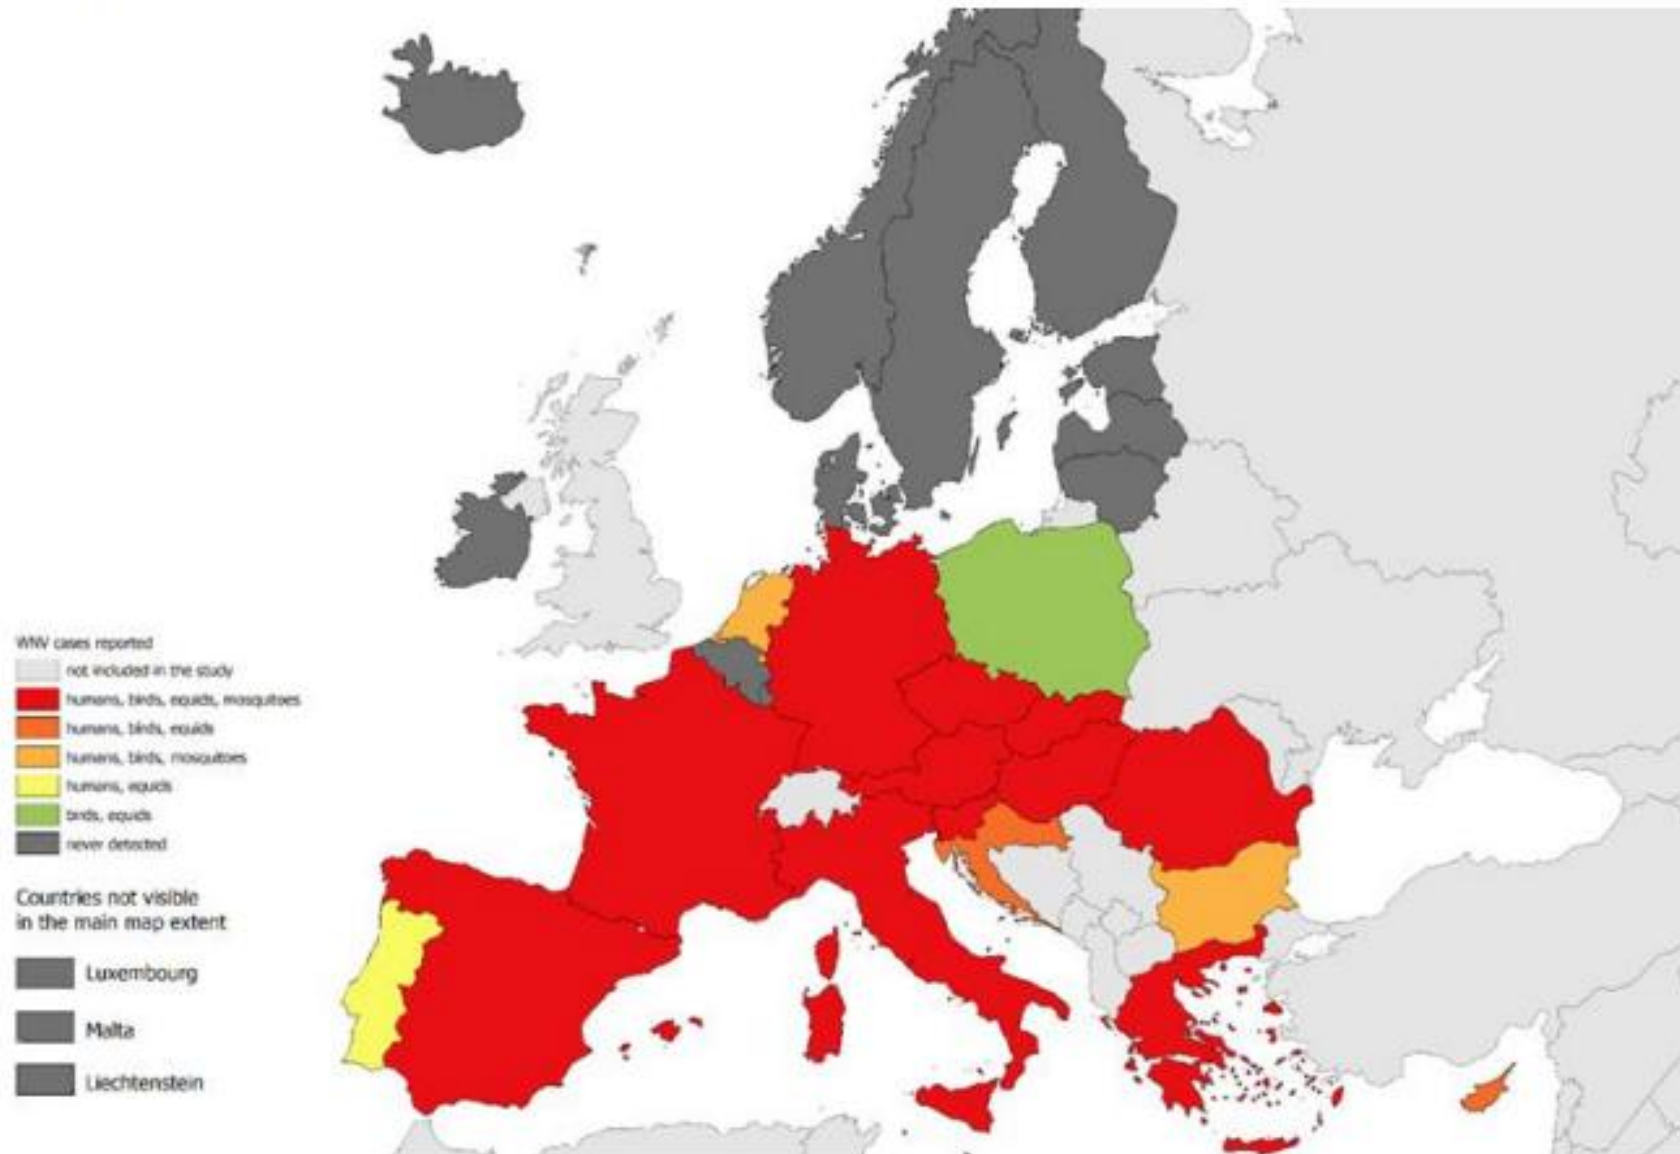 WNV cases reported
not included in the study
humans, birds, equids, mosquitoes
humans, birds, equids
humans, birds, mosquitoes
humans, equids
birds, equids
never detected
Countries not visible
in the main map extent
Luxembourg
Malta
Liechtenstein